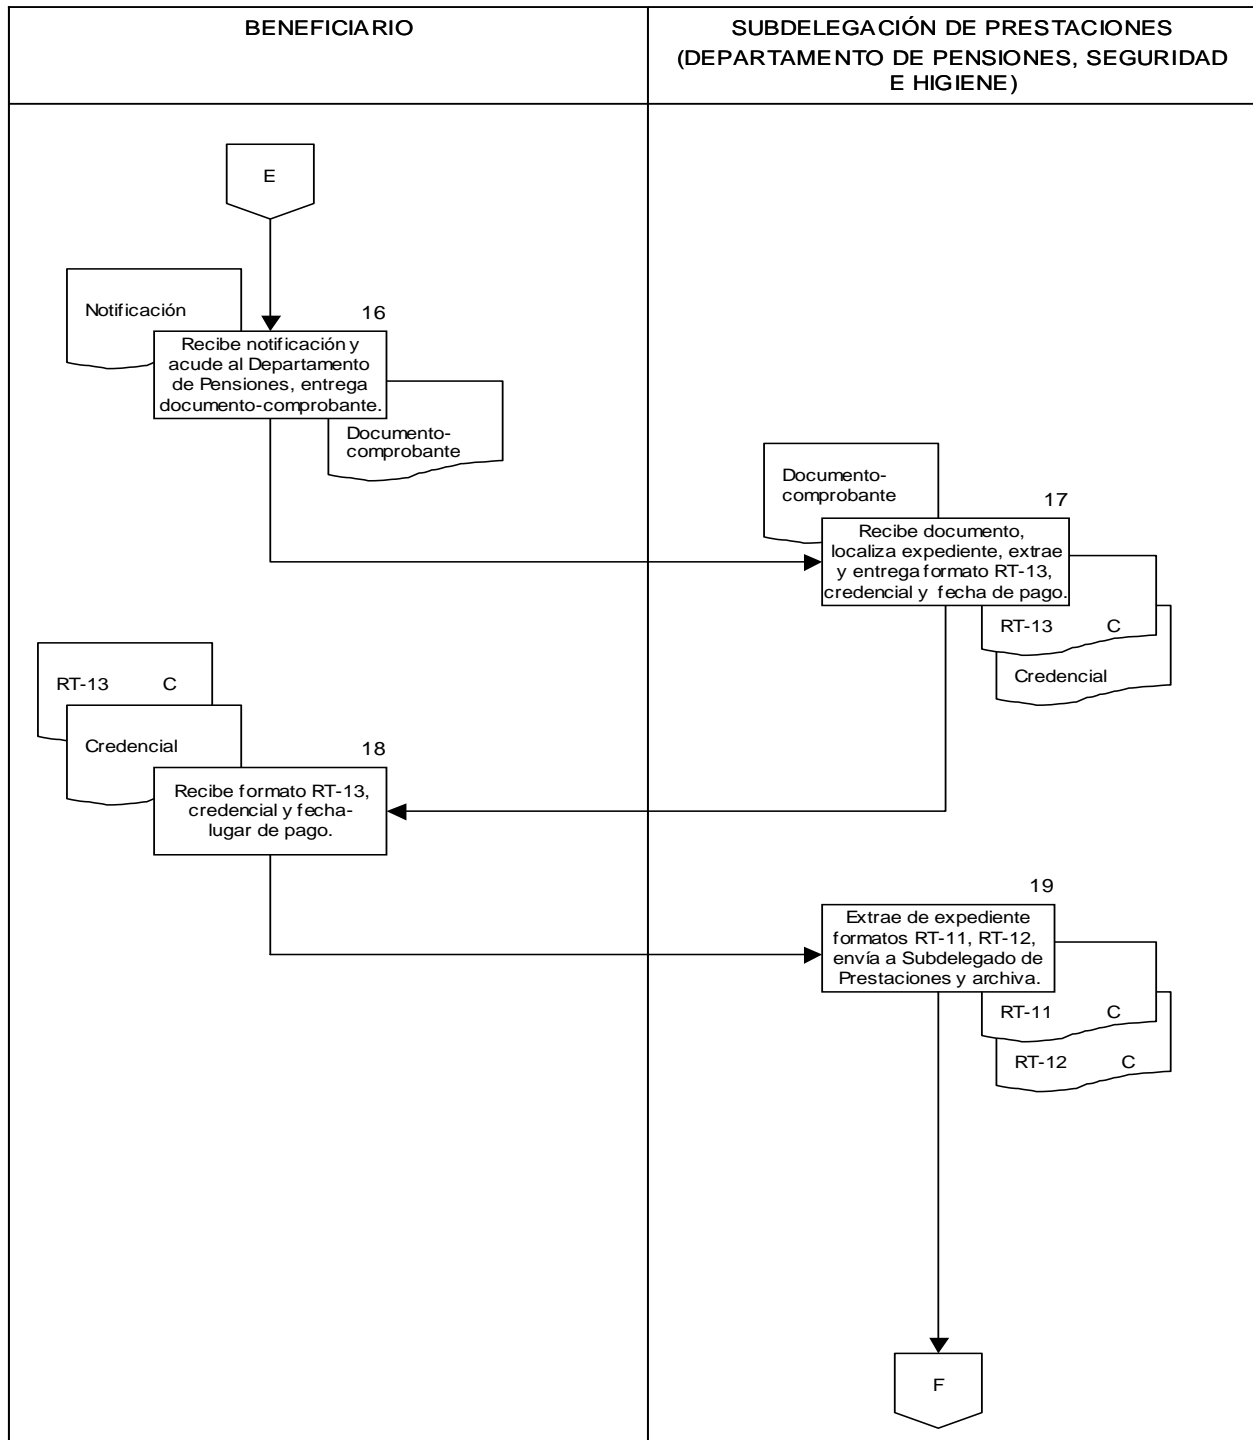 BENEFICIARIO
SUBDELEGACIÓN DE PRESTACIONES
(DEPARTAMENTO DE PENSIONES, SEGURIDAD
E HIGIENE)
E
Notificación
16
Recibe notificación y
acude al Departamento
de Pensiones, entrega
documento-comprobante.
Documento-
comprobante
Documento-
comprobante
17
Recibe documento,
localiza expediente, extrae
y entrega formato RT-13,
credencial y fecha de pago.
RT-13 C
Credencial
RT-13 C
Credencial
18
Recibe formato RT-13,
credencial y fecha-
lugar de pago.
19
Extrae de expediente
formatos RT-11, RT-12,
envía a Subdelegado de
Prestaciones y archiva.
RT-11 C
RT-12 C
F